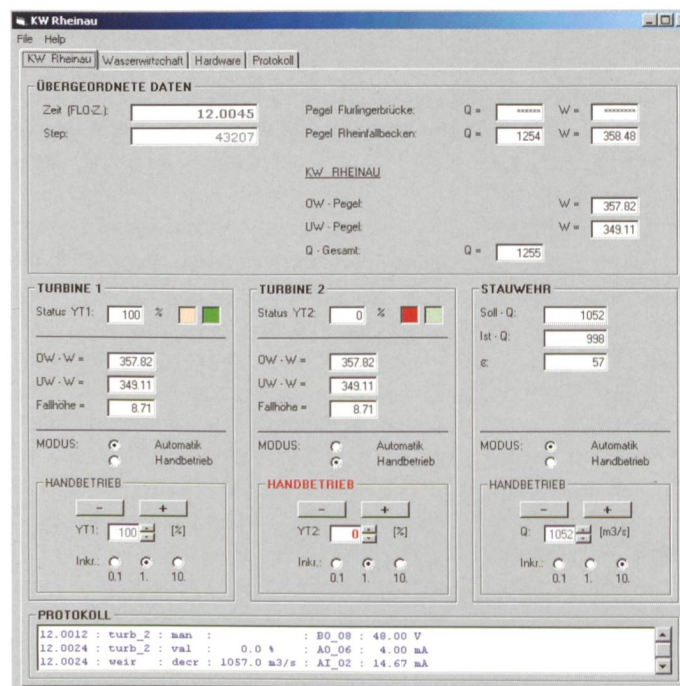 KW Rheinau
File Help
KW Rheinau Wasserwirtschaft Hardware Protokoll
ÜBERGEORDNETE DATEN
Zeit (FLO-Z.): 12.0045 Pegel Flurlingerbrücke: Q = ****** W = *******
Step: 43207 Pegel Rheinfallbecken: Q = 1254 W = 358.48
KW RHEINAU
OW - Pegel: W = 357.82
UW - Pegel: W = 349.11
Q - Gesamt: Q = 1255
TURBINE 1 TURBINE 2 STAUWEHR
Status YT1: 100 % Status YT2: 0 % Soll - Q: 1052
Ist - Q: 998
OW - W = 357.82 OW - W = 357.82 e: 57
UW - W = 349.11 UW - W = 349.11
Fallhöhe = 8.71 Fallhöhe = 8.71
MODUS: Automatik MODUS: Automatik MODUS: Automatik
Handbetrieb Handbetrieb Handbetrieb
HANDBETRIEB HANDBETRIEB HANDBETRIEB
- + - + - +
YT1: 100 [%] YT2: 0 [%] Q: 1052 [m3/s]
Inkr.: Inkr.: Inkr.:
0.1 1. 10. 0.1 1. 10. 0.1 1. 10.
PROTOKOLL
12.0012 : turb_2 : man : : BO_08 : 48.00 V
12.0024 : turb_2 : val : 0.0 % : AO_06 : 4.00 mA
12.0024 : weir : decr : 1057.0 m3/s : AI_02 : 14.67 mA